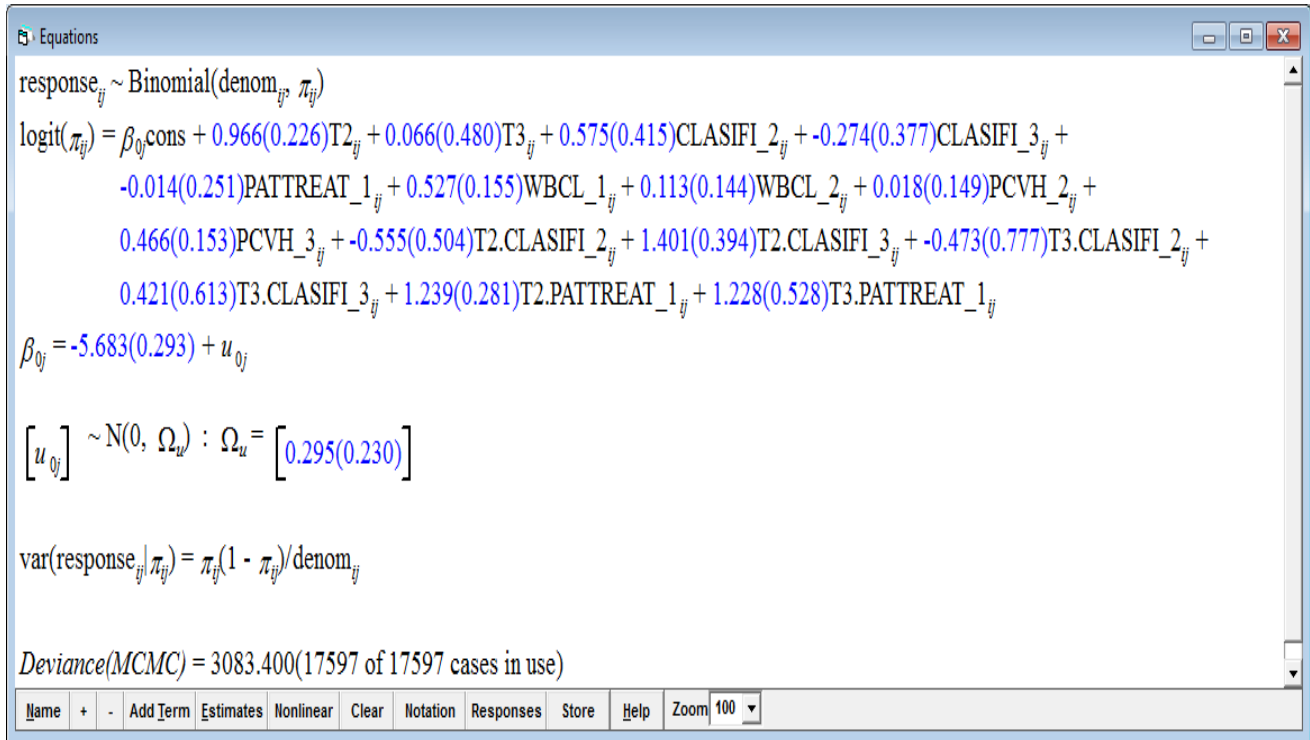 Equations
response_ij ~ Binomial(denom_ij, π_ij)
logit(π_ij) = β_0jcons + 0.966(0.226)T2_ij + 0.066(0.480)T3_ij + 0.575(0.415)CLASIFI_2_ij + -0.274(0.377)CLASIFI_3_ij +
-0.014(0.251)PATTREAT_1_ij + 0.527(0.155)WBCL_1_ij + 0.113(0.144)WBCL_2_ij + 0.018(0.149)PCVH_2_ij +
0.466(0.153)PCVH_3_ij + -0.555(0.504)T2.CLASIFI_2_ij + 1.401(0.394)T2.CLASIFI_3_ij + -0.473(0.777)T3.CLASIFI_2_ij +
0.421(0.613)T3.CLASIFI_3_ij + 1.239(0.281)T2.PATTREAT_1_ij + 1.228(0.528)T3.PATTREAT_1_ij
β_0j = -5.683(0.293) + u_0j
[u_0j] ~ N(0, Ω_u) : Ω_u = [0.295(0.230)]
var(response_ij|π_ij) = π_ij(1 - π_ij)/denom_ij
Deviance(MCMC) = 3083.400(17597 of 17597 cases in use)
Name + - Add Term Estimates Nonlinear Clear Notation Responses Store Help Zoom 100